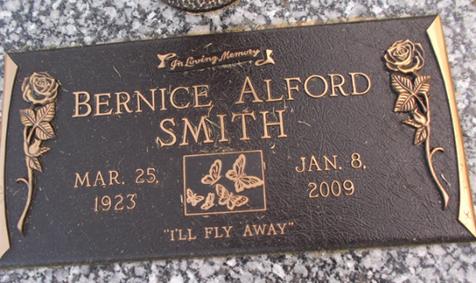 In Loving Memory
BERNICE ALFORD
SMITH
MAR. 25,
1923
JAN. 8,
2009
"I'LL FLY AWAY"